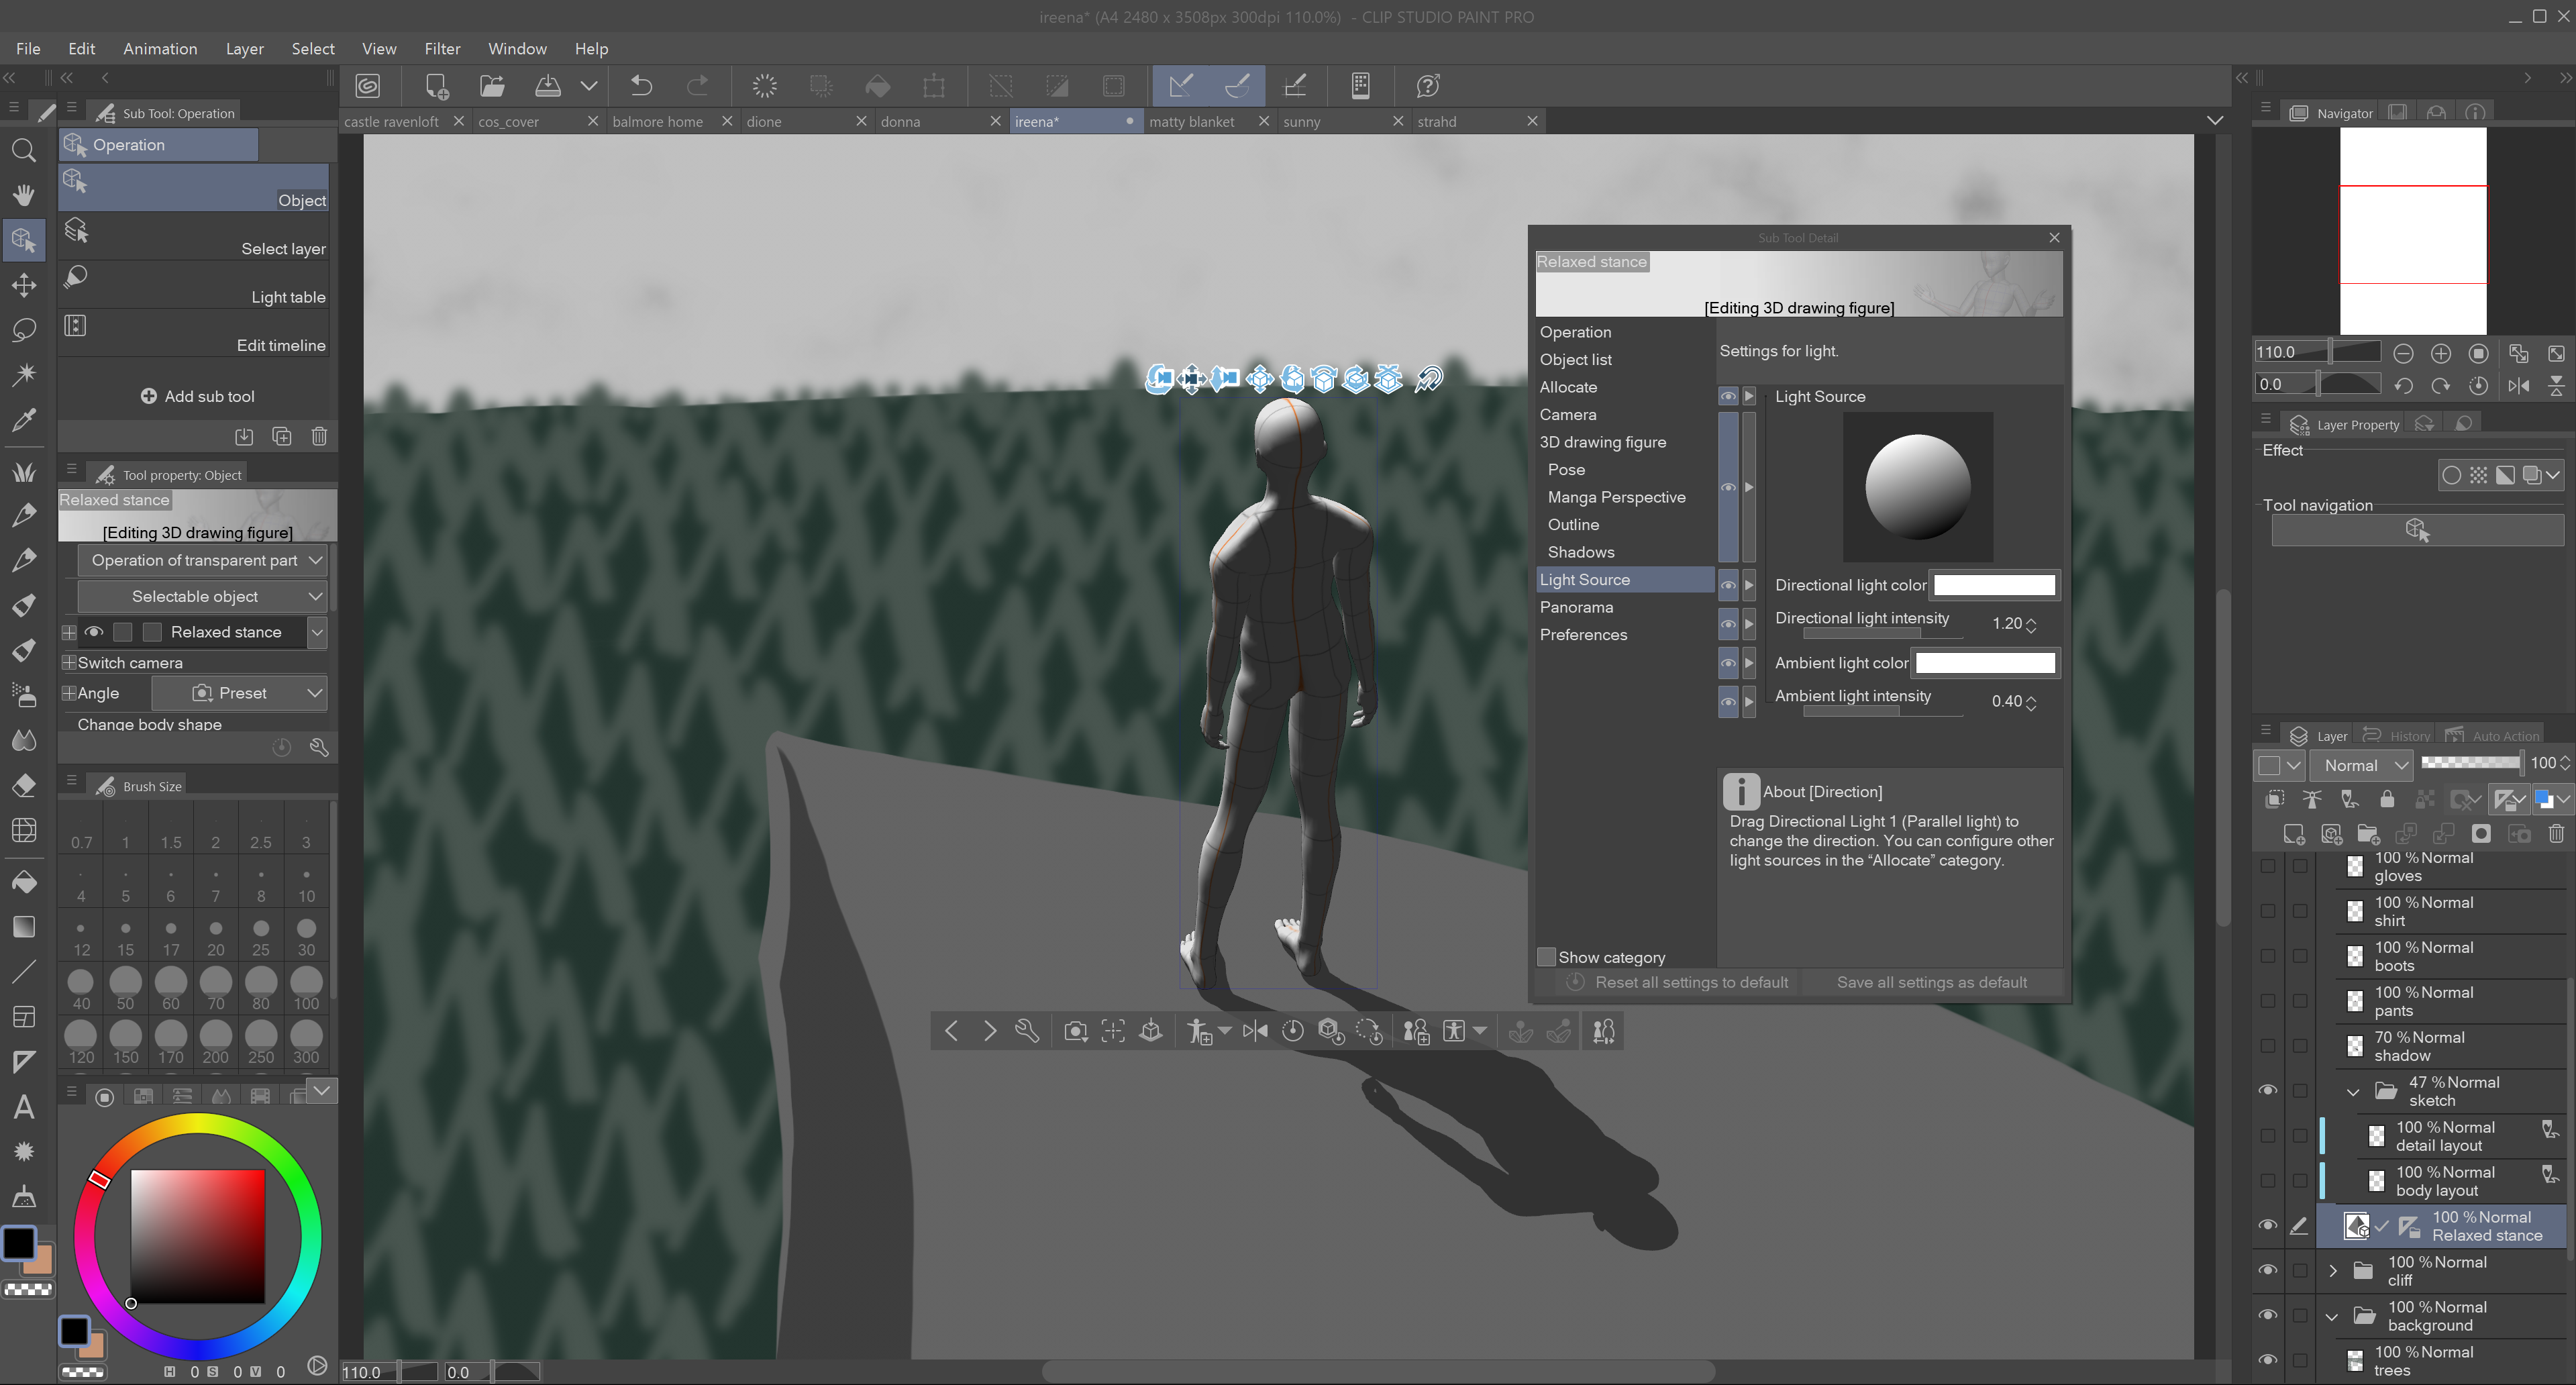 ireena* (A4 2480 x 3508px 300dpi 110.0%) - CLIP STUDIO PAINT PRO
File Edit Animation Layer Select View Filter Window Help
castle ravenloft cos_cover balmore home dione donna ireena* matty blanket sunny strahd
Sub Tool: Operation
Operation
Object
Select layer
Light table
Edit timeline
Add sub tool
Tool property: Object
Relaxed stance
[Editing 3D drawing figure]
Operation of transparent part
Selectable object
Relaxed stance
Switch camera
Angle Preset
Change body shape
Brush Size
0.7 1 1.5 2 2.5 3
4 5 6 7 8 10
12 15 17 20 25 30
40 50 60 70 80 100
120 150 170 200 250 300
H 0 S 0 V 0
110.0 0.0
Sub Tool Detail
Relaxed stance
[Editing 3D drawing figure]
Operation
Object list
Allocate
Camera
3D drawing figure
Pose
Manga Perspective
Outline
Shadows
Light Source
Panorama
Preferences
Show category
Settings for light.
Light Source
Directional light color
Directional light intensity 1.20
Ambient light color
Ambient light intensity 0.40
About [Direction]
Drag Directional Light 1 (Parallel light) to
change the direction. You can configure other
light sources in the “Allocate” category.
Reset all settings to default Save all settings as default
Navigator
110.0
0.0
Layer Property
Effect
Tool navigation
Layer History Auto Action
Normal 100
100 % Normal
gloves
100 % Normal
shirt
100 % Normal
boots
100 % Normal
pants
70 % Normal
shadow
47 % Normal
sketch
100 % Normal
detail layout
100 % Normal
body layout
100 % Normal
Relaxed stance
100 % Normal
cliff
100 % Normal
background
100 % Normal
trees